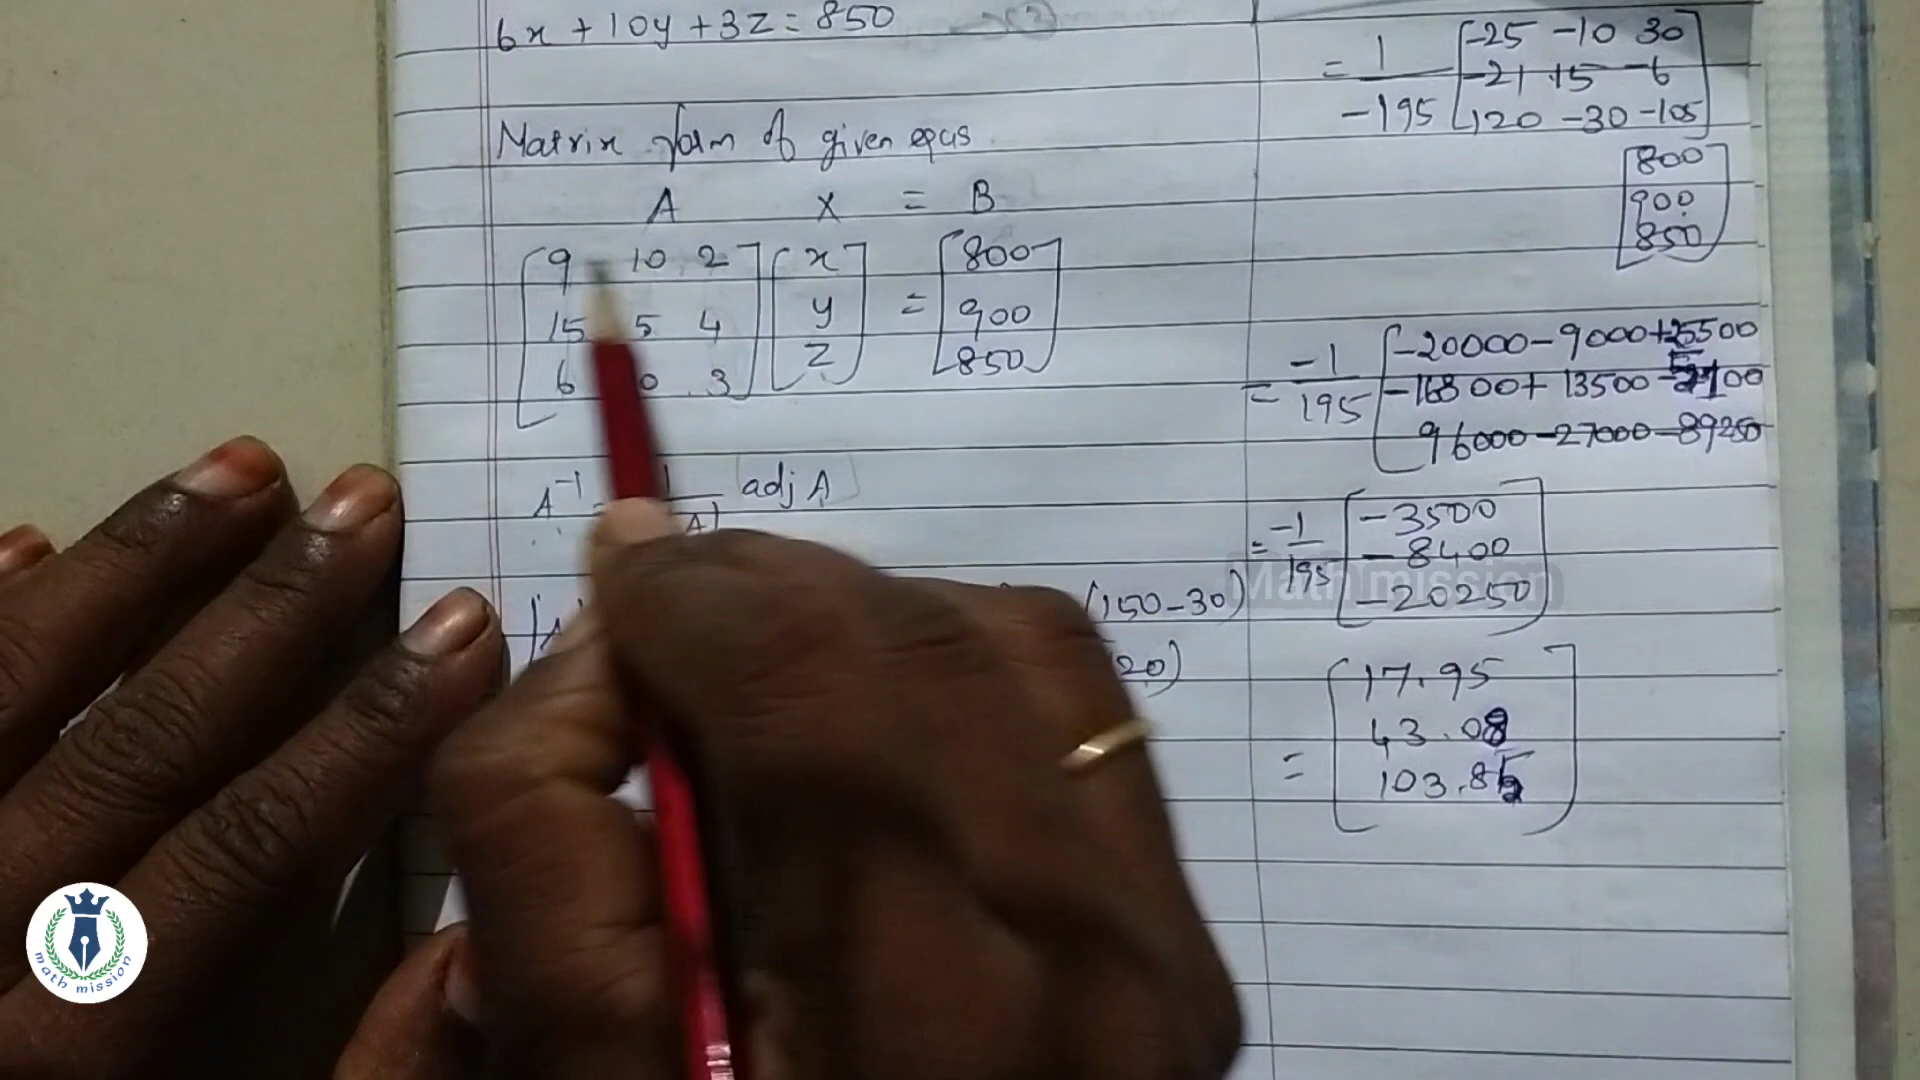 6x + 10y + 3z = 850
Matrix form of given eqns
A X = B
9 10 2 x 800
15 5 4 y = 900
6 0 3 z 850
A⁻¹ = 1 adj A
A|
|A (150-30)
20)
= 1 -25 -10 30
-195 -21 +15 -6
120 -30 -105
800
900
850
= -1 -20000-9000+25500
195 -16800+13500-5100
96000-27000-89250
= -1 -3500
195 -8400
-20250
17.95
= 43.08
103.85
Math mission
math mission